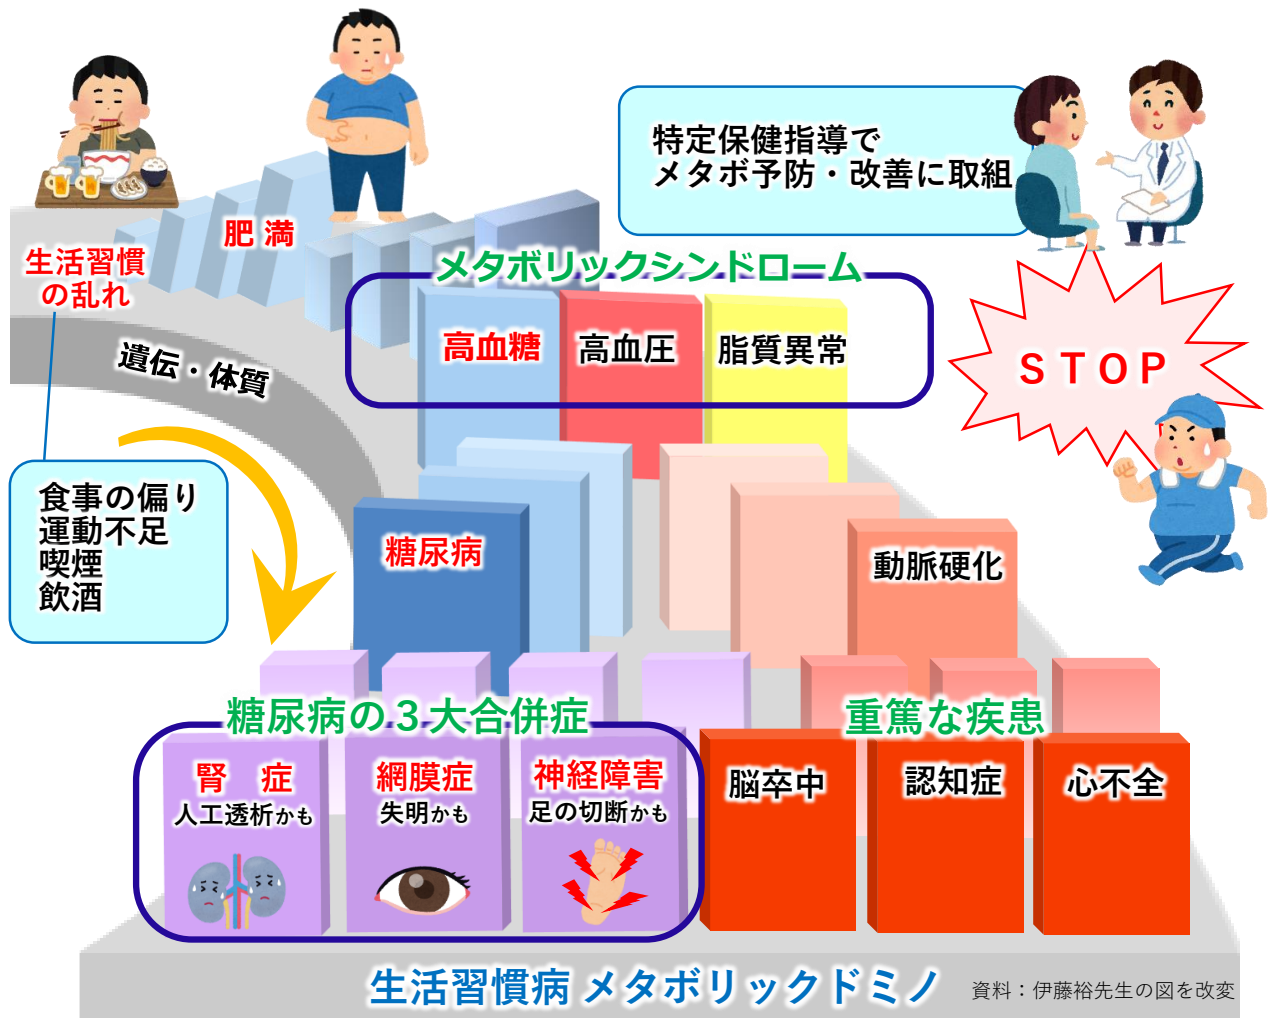 特定保健指導で
メタボ予防・改善に取組
肥 満
生活習慣
の乱れ
メタボリックシンドローム
高血糖
高血圧
脂質異常
遺伝・体質
ＳＴＯＰ
食事の偏り
運動不足
喫煙
飲酒
糖尿病
動脈硬化
糖尿病の３大合併症
重篤な疾患
腎　症
人工透析かも
網膜症
失明かも
神経障害
足の切断かも
脳卒中
認知症
心不全
生活習慣病 メタボリックドミノ
資料：伊藤裕先生の図を改変